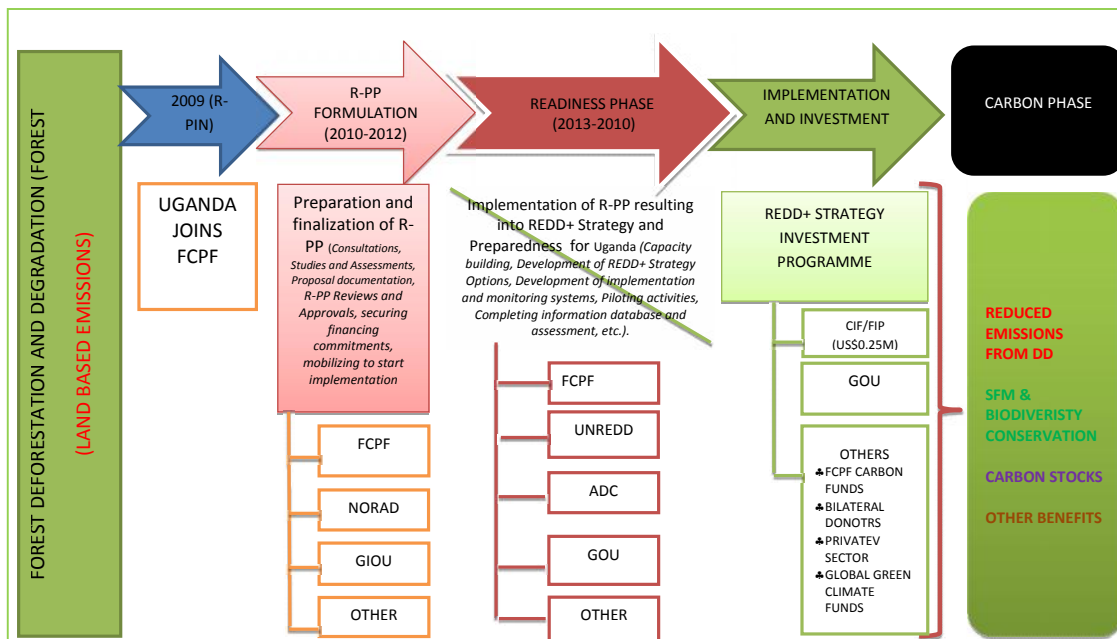 FOREST DEFORESTATION AND DEGRADATION (FOREST
(LAND BASED EMISSIONS)
2009 (R-
PIN)
UGANDA
JOINS
FCPF
R-PP
FORMULATION
(2010-2012)
Preparation and
finalization of R-
PP (Consultations,
Studies and Assessments,
Proposal documentation,
R-PP Reviews and
Approvals, securing
financing
commitments,
mobilizing to start
implementation
FCPF
NORAD
GIOU
OTHER
READINESS PHASE
(2013-2010)
Implementation of R-PP resulting
into REDD+ Strategy and
Preparedness for Uganda (Capacity
building, Development of REDD+ Strategy
Options, Development of implementation
and monitoring systems, Piloting activities,
Completing information database and
assessment, etc.).
FCPF
UNREDD
ADC
GOU
OTHER
IMPLEMENTATION
AND INVESTMENT
REDD+ STRATEGY
INVESTMENT
PROGRAMME
CIF/FIP
(US$0.25M)
GOU
OTHERS
♣FCPF CARBON
FUNDS
♣BILATERAL
DONOTRS
♣PRIVATEV
SECTOR
♣GLOBAL GREEN
CLIMATE
FUNDS
CARBON PHASE
REDUCED
EMISSIONS
FROM DD
SFM &
BIODIVERISTY
CONSERVATION
CARBON STOCKS
OTHER BENEFITS